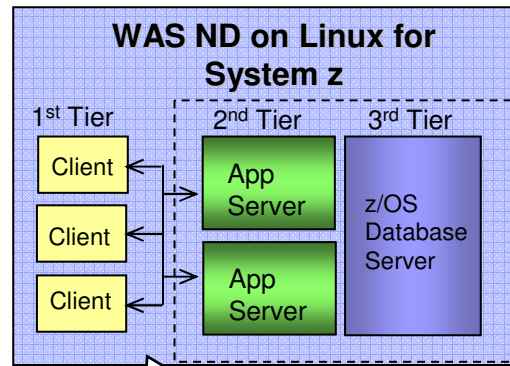 WAS ND on Linux for
System z
1st Tier
2nd Tier
3rd Tier
Client
Client
Client
App
Server
App
Server
z/OS
Database
Server